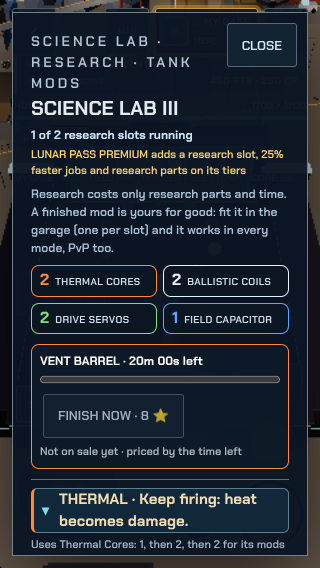 SCIENCE LAB ·
RESEARCH · TANK
MODS
CLOSE
SCIENCE LAB III
1 of 2 research slots running
LUNAR PASS PREMIUM adds a research slot, 25%
faster jobs and research parts on its tiers
Research costs only research parts and time.
A finished mod is yours for good: fit it in the
garage (one per slot) and it works in every
mode, PvP too.
2 THERMAL CORES
2 BALLISTIC COILS
2 DRIVE SERVOS
1 FIELD CAPACITOR
VENT BARREL · 20m 00s left
FINISH NOW · 8 ⭐
Not on sale yet · priced by the time left
▼ THERMAL · Keep firing: heat
becomes damage.
Uses Thermal Cores: 1, then 2, then 2 for its mods